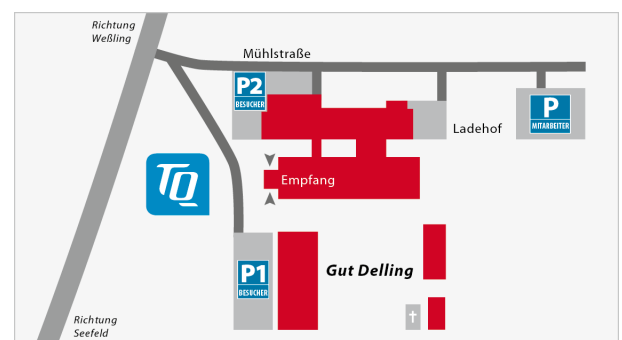 Richtung
Weßling
Mühlstraße
P2
BESUCHER
P
MITARBEITER
Ladehof
TQ
Empfang
P1
BESUCHER
Gut Delling
Richtung
Seefeld